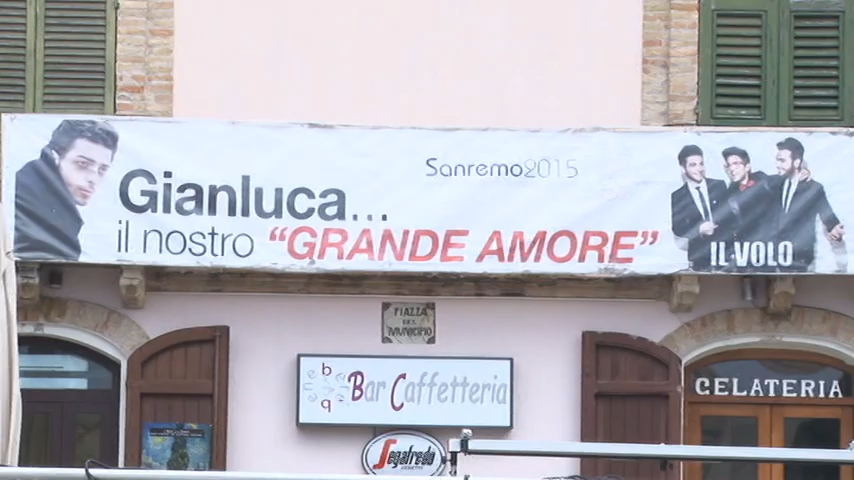 Sanremo2015
Gianluca...
il nostro "GRANDE AMORE"
IL VOLO
PIAZZA
DEL
MUNICIPIO
Bar Caffetteria
GELATERIA
Segafredo